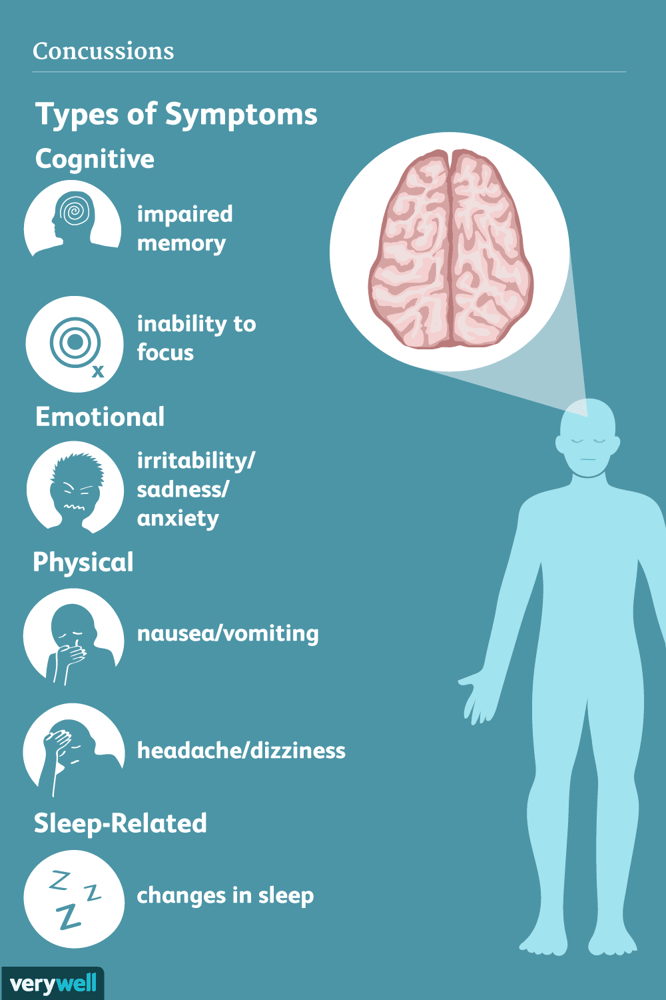 Concussions
Types of Symptoms
Cognitive
impaired
memory
x
inability to
focus
Emotional
irritability/
sadness/
anxiety
Physical
nausea/vomiting
headache/dizziness
Sleep-Related
Z
Z
Z
changes in sleep
verywell